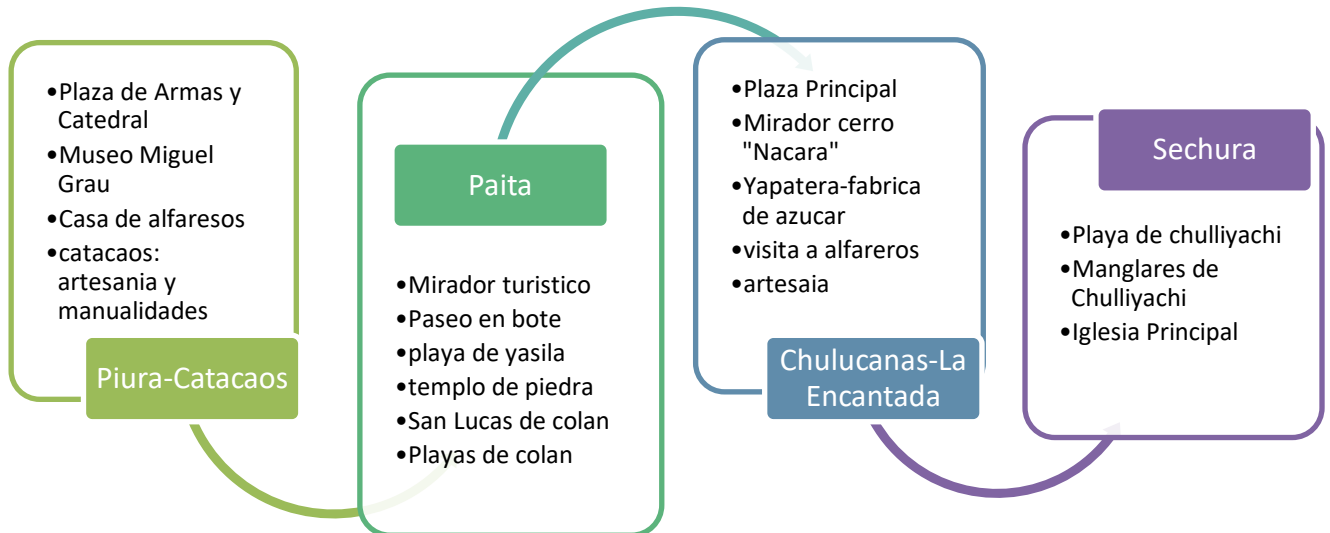 •Plaza de Armas y
Catedral
•Museo Miguel
Grau
•Casa de alfaresos
•catacaos:
artesania y
manualidades
Piura-Catacaos
Paita
•Mirador turistico
•Paseo en bote
•playa de yasila
•templo de piedra
•San Lucas de colan
•Playas de colan
•Plaza Principal
•Mirador cerro
"Nacara"
•Yapatera-fabrica
de azucar
•visita a alfareros
•artesaia
Chulucanas-La
Encantada
Sechura
•Playa de chulliyachi
•Manglares de
Chulliyachi
•Iglesia Principal